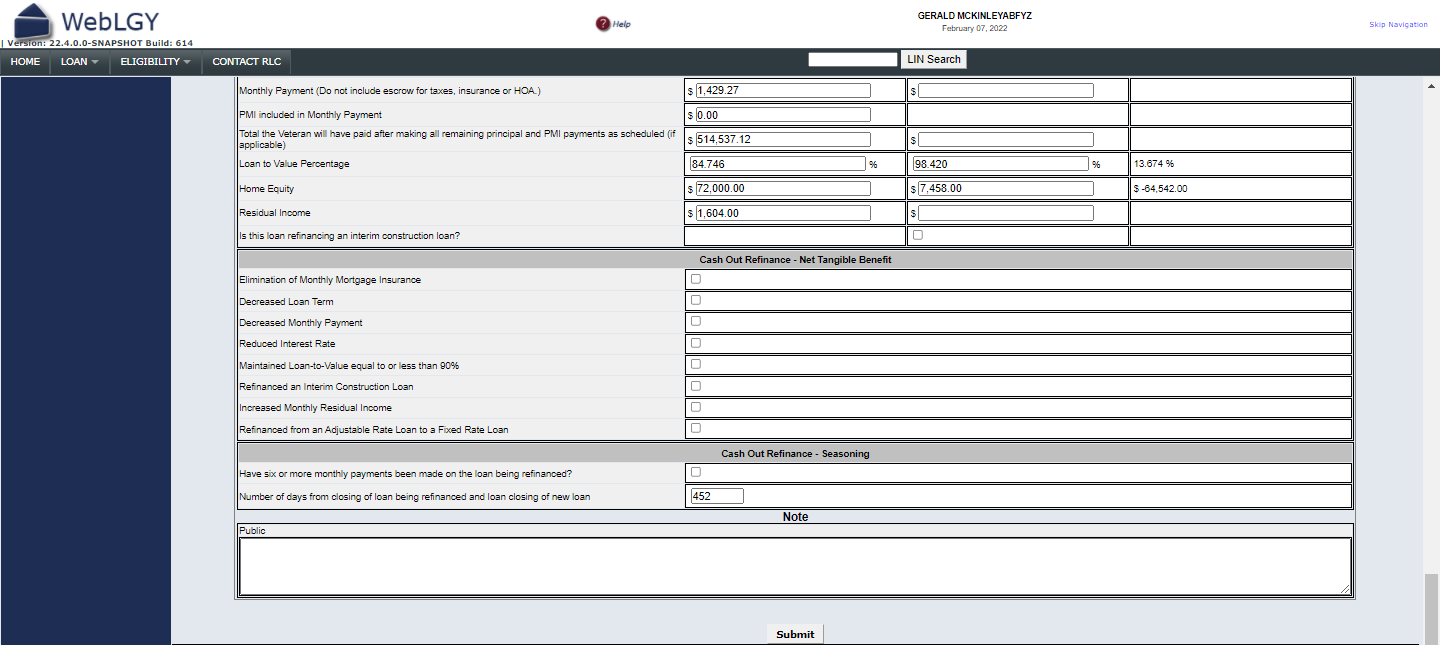 WebLGY
| Version: 22.4.0.0-SNAPSHOT Build: 614
? Help
GERALD MCKINLEYABFYZ
February 07, 2022
Skip Navigation
HOME LOAN ELIGIBILITY CONTACT RLC LIN Search
Monthly Payment (Do not include escrow for taxes, insurance or HOA.) $ 1,429.27 $
PMI included in Monthly Payment $ 0.00
Total the Veteran will have paid after making all remaining principal and PMI payments as scheduled (if
applicable) $ 514,537.12 $
Loan to Value Percentage 84.746 % 98.420 % 13.674 %
Home Equity $ 72,000.00 $ 7,458.00 $ -64,542.00
Residual Income $ 1,604.00 $
Is this loan refinancing an interim construction loan?
Cash Out Refinance - Net Tangible Benefit
Elimination of Monthly Mortgage Insurance
Decreased Loan Term
Decreased Monthly Payment
Reduced Interest Rate
Maintained Loan-to-Value equal to or less than 90%
Refinanced an Interim Construction Loan
Increased Monthly Residual Income
Refinanced from an Adjustable Rate Loan to a Fixed Rate Loan
Cash Out Refinance - Seasoning
Have six or more monthly payments been made on the loan being refinanced?
Number of days from closing of loan being refinanced and loan closing of new loan 452
Note
Public
Submit